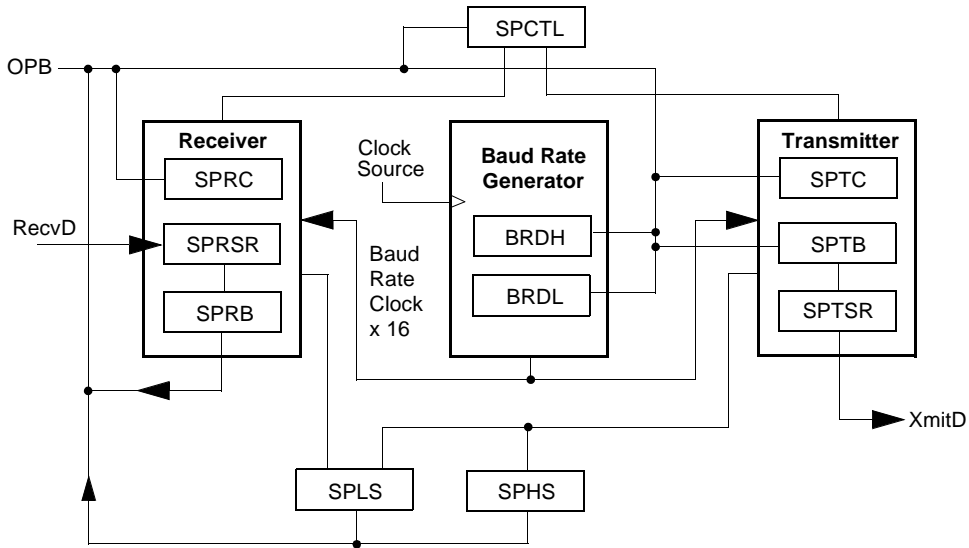 SPCTL
OPB
Receiver
SPRC
RecvD
SPRSR
SPRB
Clock
Source
Baud
Rate
Clock
x 16
Baud Rate
Generator
BRDH
BRDL
Transmitter
SPTC
SPTB
SPTSR
XmitD
SPLS
SPHS